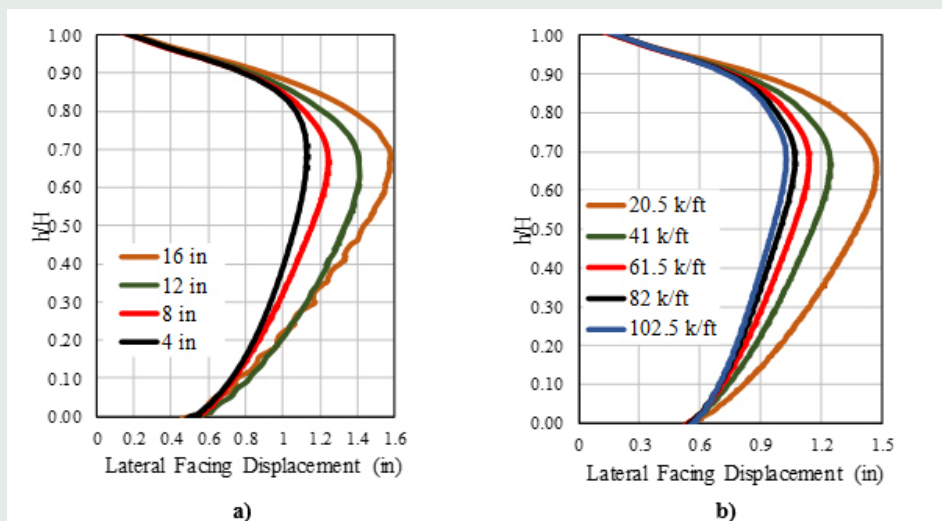 1.00
0.90
0.80
0.70
0.60
0.50
0.40
0.30
0.20
0.10
0.00
h/H
16 in
12 in
8 in
4 in
0 0.2 0.4 0.6 0.8 1 1.2 1.4 1.6
Lateral Facing Displacement (in)
a)
1.00
0.90
0.80
0.70
0.60
0.50
0.40
0.30
0.20
0.10
0.00
h/H
20.5 k/ft
41 k/ft
61.5 k/ft
82 k/ft
102.5 k/ft
0 0.3 0.6 0.9 1.2 1.5
Lateral Facing Displacement (in)
b)